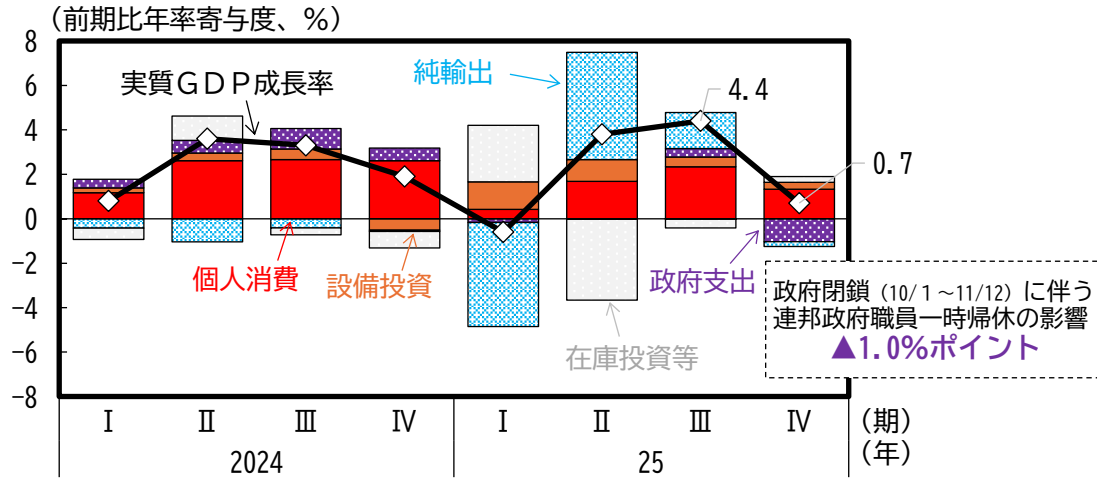 （前期比年率寄与度、％）
8
6
4
2
0
−2
−4
−6
−8
実質ＧＤＰ成長率
純輸出
4.4
0.7
個人消費
設備投資
政府支出
在庫投資等
政府閉鎖（10/１～11/12）に伴う
連邦政府職員一時帰休の影響
▲1.0%ポイント
Ⅰ Ⅱ Ⅲ Ⅳ Ⅰ Ⅱ Ⅲ Ⅳ （期）
2024 25 （年）